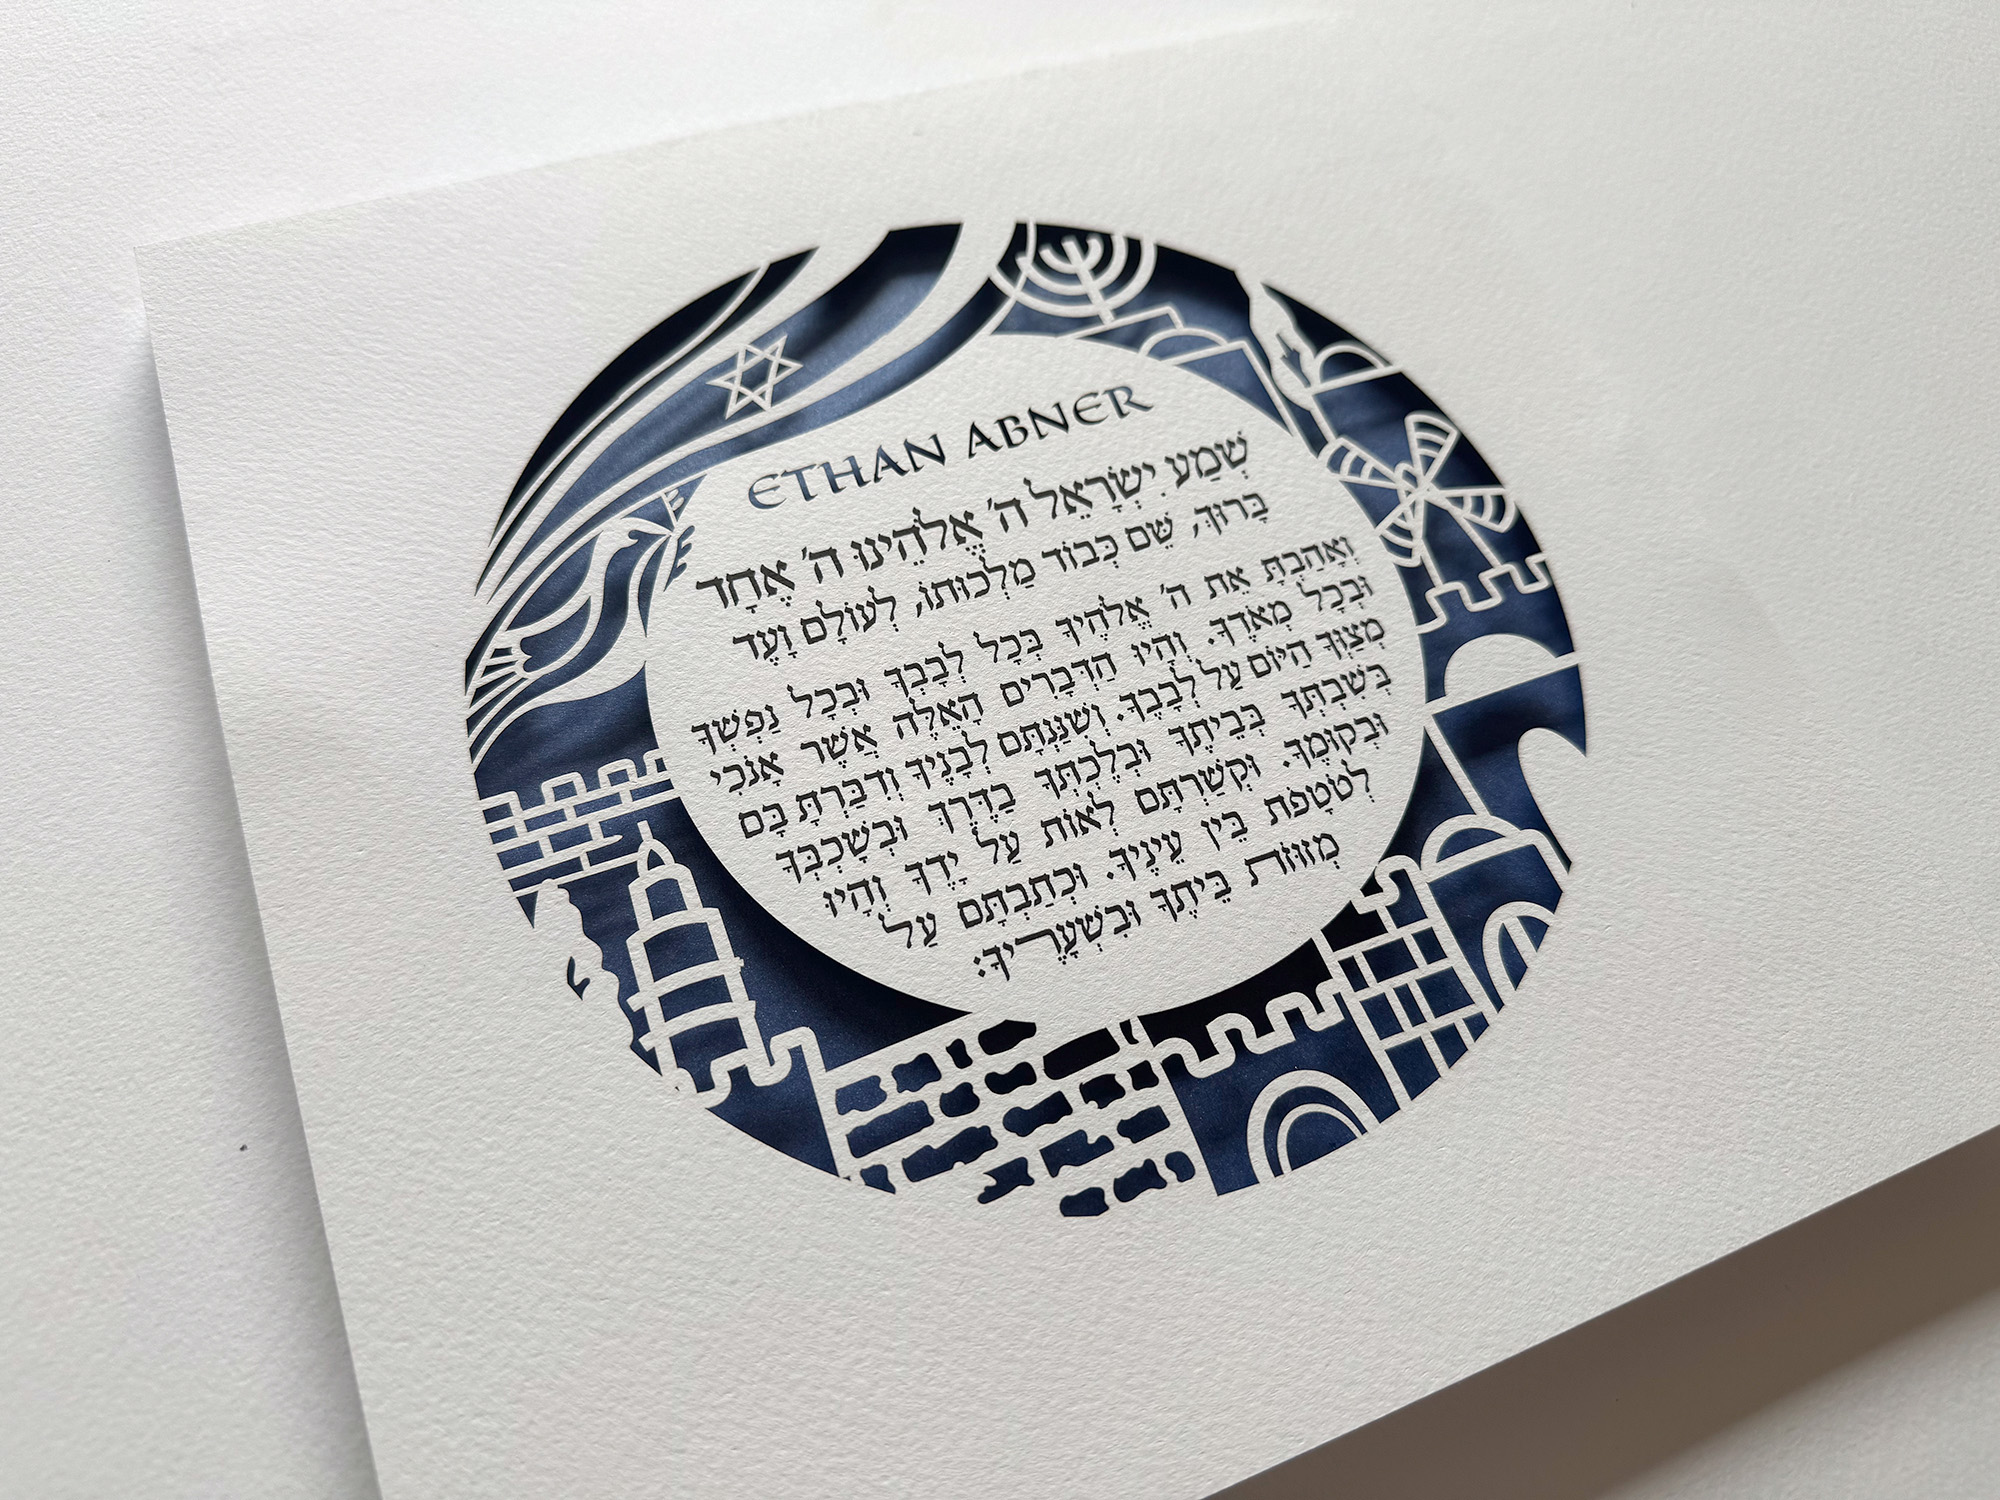 ETHAN ABNER
שְׁמַע יִשְׂרָאֵל ה׳ אֱלֹהֵינוּ ה׳ אֶחָד
בָּרוּךְ, שֵׁם כְּבוֹד מַלְכוּתוֹ, לְעוֹלָם וָעֶד
וְאָהַבְתָּ אֵת ה׳ אֱלֹהֶיךָ בְּכָל לְבָבְךָ וּבְכָל נַפְשְׁךָ
וּבְכָל מְאֹדֶךָ. וְהָיוּ הַדְּבָרִים הָאֵלֶּה אֲשֶׁר אָנֹכִי
מְצַוְּךָ הַיּוֹם עַל לְבָבֶךָ. וְשִׁנַּנְתָּם לְבָנֶיךָ וְדִבַּרְתָּ בָּם
בְּשִׁבְתְּךָ בְּבֵיתֶךָ וּבְלֶכְתְּךָ בַדֶּרֶךְ וּבְשָׁכְבְּךָ
וּבְקוּמֶךָ. וּקְשַׁרְתָּם לְאוֹת עַל יָדֶךָ וְהָיוּ
לְטֹטָפֹת בֵּין עֵינֶיךָ. וּכְתַבְתָּם עַל
מְזוּזֹת בֵּיתֶךָ וּבִשְׁעָרֶיךָ: